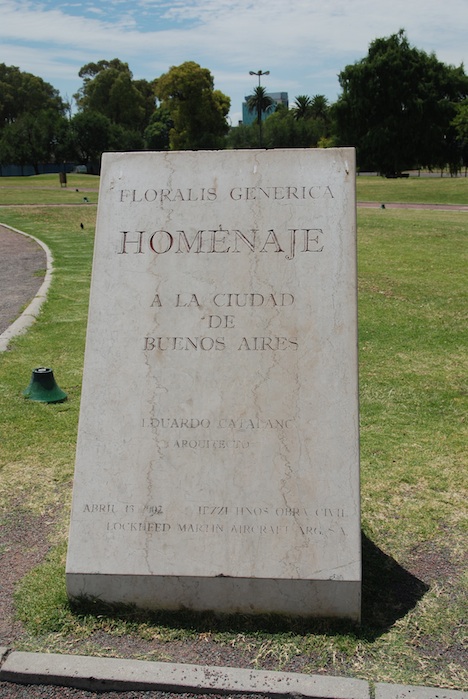 FLORALIS GENERICA
HOMENAJE
A LA CIUDAD
DE
BUENOS AIRES
EDUARDO CATALANO
ARQUITECTO
ABRIL 13 2002 IEZZI HNOS OBRA CIVIL
LOCKHEED MARTIN AIRCRAFT ARG. S.A.